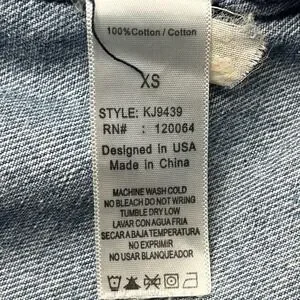 100%Cotton / Cotton
XS
STYLE: KJ9439
RN# : 120064
Designed in USA
Made in China
MACHINE WASH COLD
NO BLEACH DO NOT WRING
TUMBLE DRY LOW
LAVAR CON AGUA FRIA
SECAR A BAJA TEMPERATURA
NO EXPRIMIR
NO USAR BLANQUEADOR